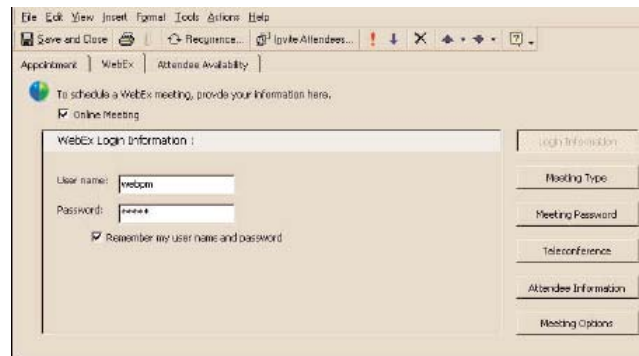 File Edit View Insert Format Tools Actions Help
Save and Close Recurrence... Invite Attendees...
Appointment WebEx Attendee Availability
To schedule a WebEx meeting, provide your information here.
Online Meeting
WebEx Login Information :
Login Information
User name: webpm
Meeting Type
Password: *****
Meeting Password
Remember my user name and password
Teleconference
Attendee Information
Meeting Options